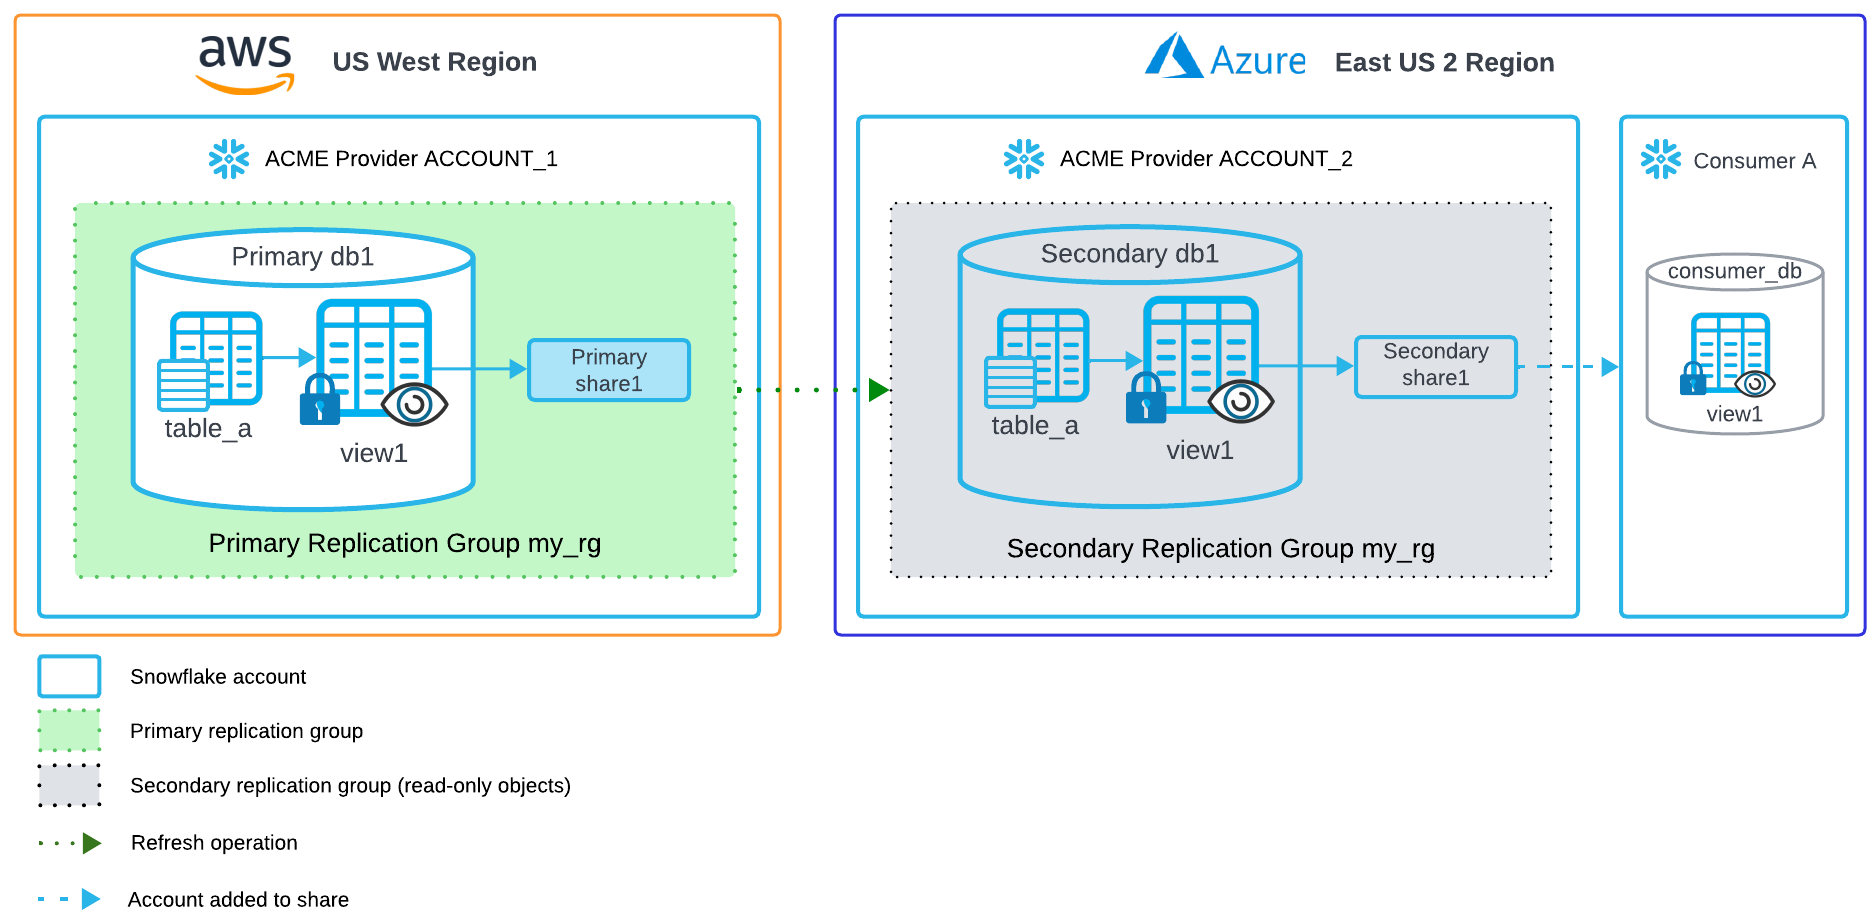 aws
US West Region
ACME Provider ACCOUNT_1
Primary db1
table_a
view1
Primary
share1
Primary Replication Group my_rg
Azure
East US 2 Region
ACME Provider ACCOUNT_2
Secondary db1
table_a
view1
Secondary
share1
Secondary Replication Group my_rg
Consumer A
consumer_db
view1
Snowflake account
Primary replication group
Secondary replication group (read-only objects)
Refresh operation
Account added to share